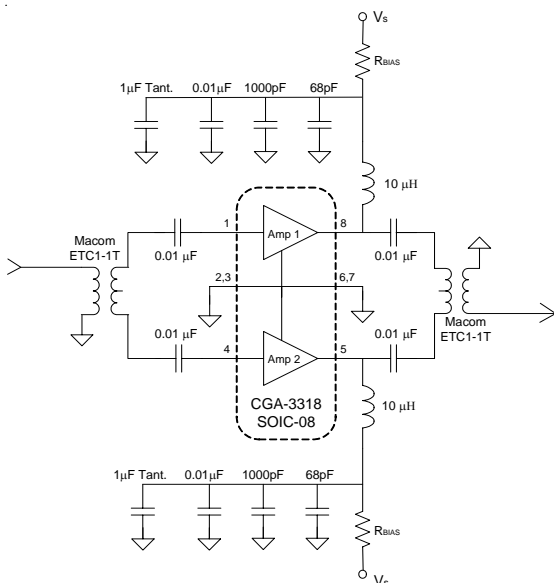 Vs
RBIAS
1μF Tant. 0.01μF 1000pF 68pF
10 μH
1 8
Amp 1
Macom
ETC1-1T
0.01 μF 0.01 μF
2,3 6,7
0.01 μF 0.01 μF
Macom
ETC1-1T
4 5
Amp 2
CGA-3318
SOIC-08
10 μH
1μF Tant. 0.01μF 1000pF 68pF
RBIAS
Vs